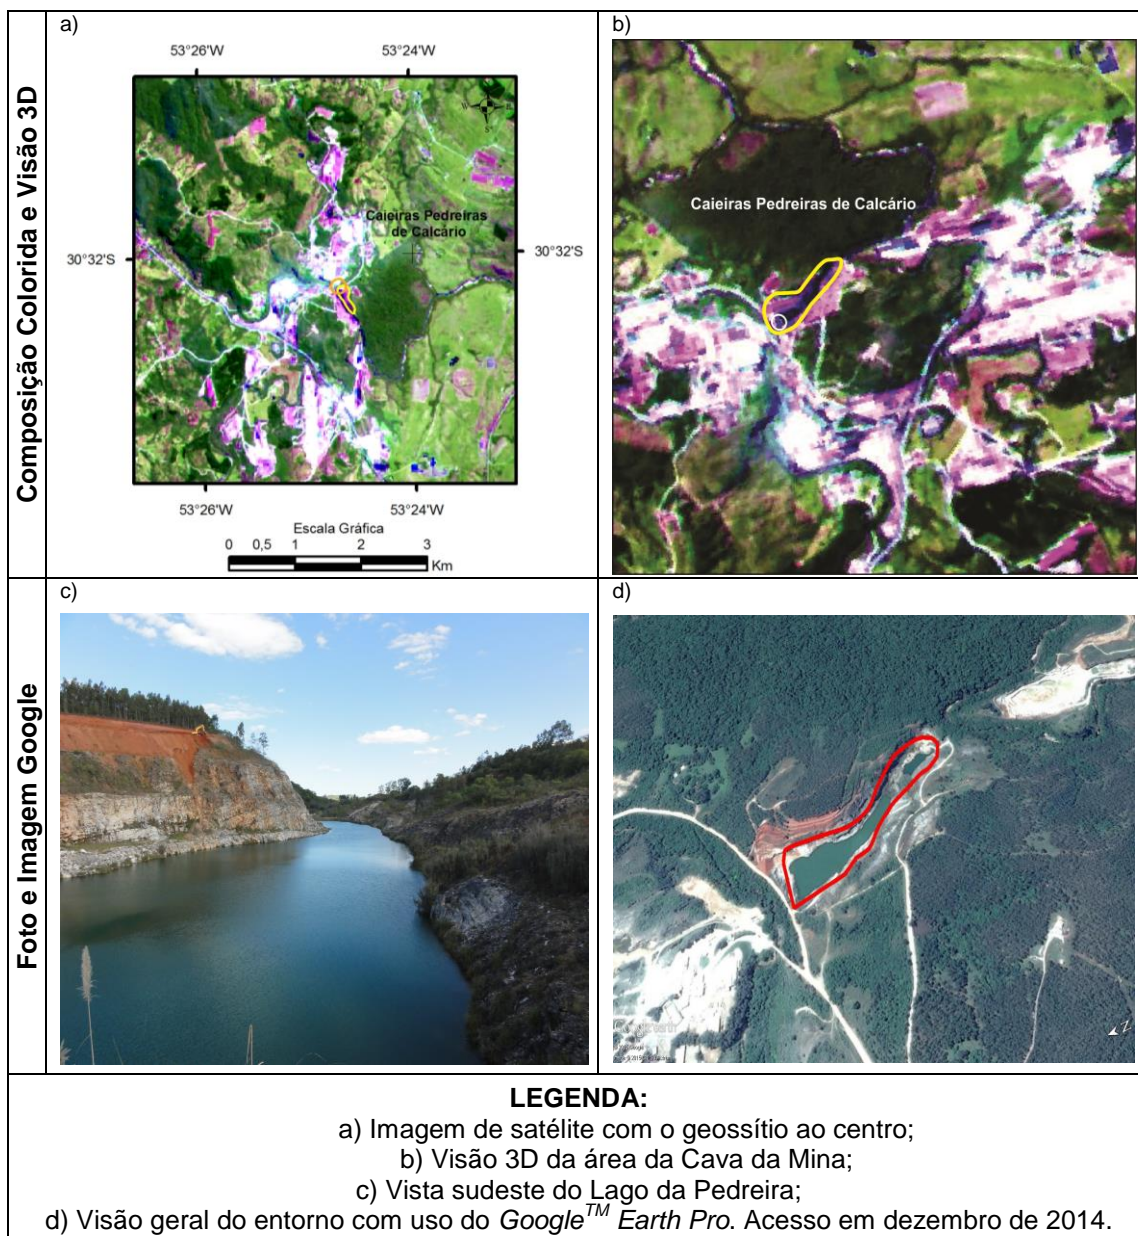 Composição Colorida e Visão 3D
a)
53°26'W
53°24'W
N
W
E
S
Caieiras Pedreiras
de Calcário
30°32'S
30°32'S
53°26'W
53°24'W
Escala Gráfica
0 0,5 1 2 3
Km
b)
Caieiras Pedreiras de Calcário
Foto e Imagem Google
c)
d)
Google earth
LEGENDA:
a) Imagem de satélite com o geossítio ao centro;
b) Visão 3D da área da Cava da Mina;
c) Vista sudeste do Lago da Pedreira;
d) Visão geral do entorno com uso do Google™ Earth Pro. Acesso em dezembro de 2014.